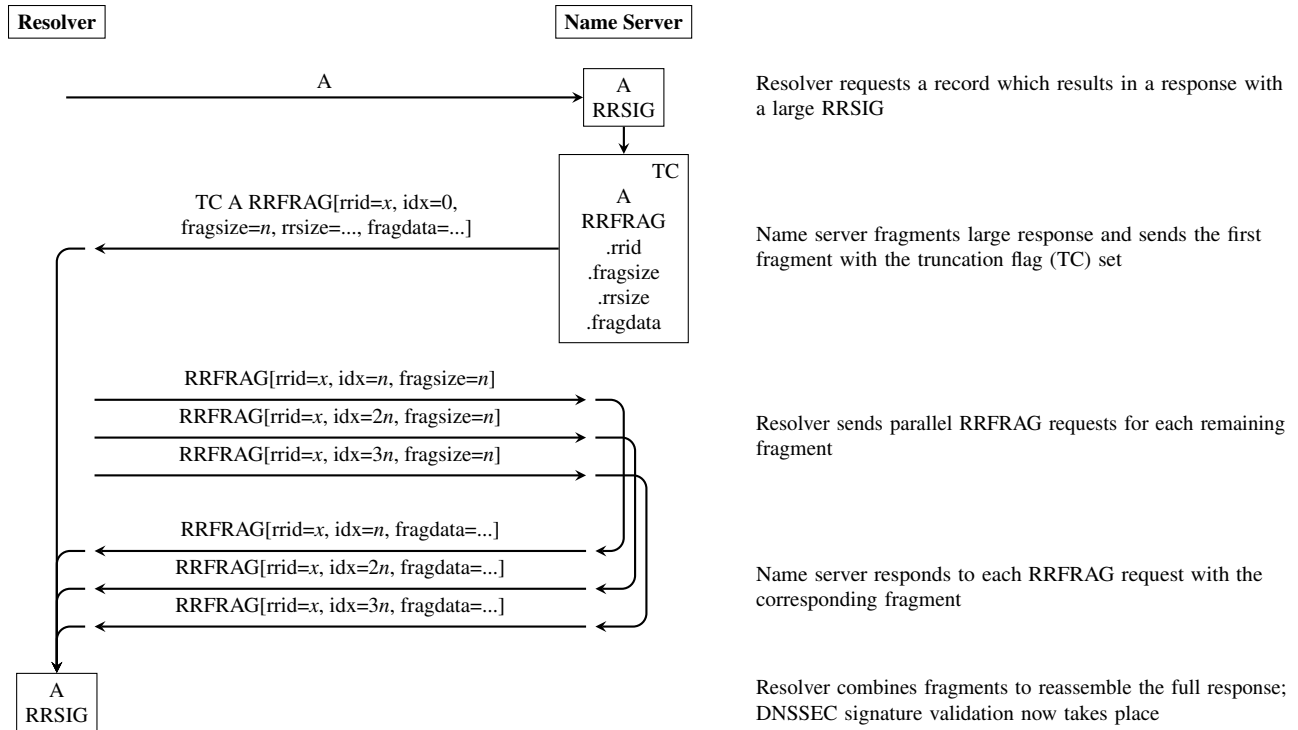 Resolver
Name Server
A
A
RRSIG
Resolver requests a record which results in a response with
a large RRSIG
TC
A
RRFRAG
.rrid
.fragsize
.rrsize
.fragdata
TC A RRFRAG[rrid=x, idx=0,
fragsize=n, rrsize=..., fragdata=...]
Name server fragments large response and sends the first
fragment with the truncation flag (TC) set
RRFRAG[rrid=x, idx=n, fragsize=n]
RRFRAG[rrid=x, idx=2n, fragsize=n]
RRFRAG[rrid=x, idx=3n, fragsize=n]
Resolver sends parallel RRFRAG requests for each remaining
fragment
RRFRAG[rrid=x, idx=n, fragdata=...]
RRFRAG[rrid=x, idx=2n, fragdata=...]
RRFRAG[rrid=x, idx=3n, fragdata=...]
Name server responds to each RRFRAG request with the
corresponding fragment
A
RRSIG
Resolver combines fragments to reassemble the full response;
DNSSEC signature validation now takes place